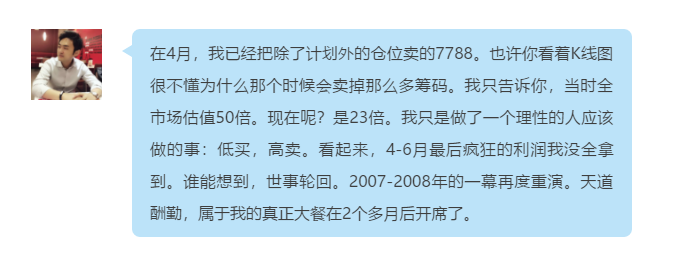 在4月，我已经把除了计划外的仓位卖的7788。也许你看着K线图
很不懂为什么那个时候会卖掉那么多筹码。我只告诉你，当时全
市场估值50倍。现在呢？是23倍。我只是做了一个理性的人应该
做的事：低买，高卖。看起来，4-6月最后疯狂的利润我没全拿
到。谁能想到，世事轮回。2007-2008年的一幕再度重演。天道
酬勤，属于我的真正大餐在2个多月后开席了。